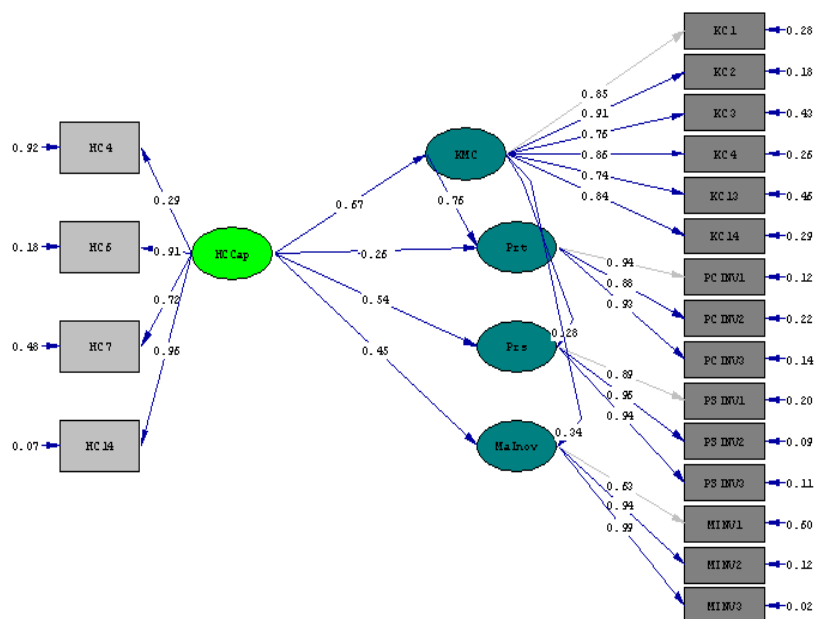 KC1 0.28
KC2 0.18
0.85
KC3 0.43
0.91
0.76
HC4 0.92
KMC
0.86 KC4 0.26
0.74
KC13 0.46
0.84
0.29
0.67
0.76
KC14 0.29
0.18 HC6 0.91 HCCap
-0.26 Prt
0.94
PCINV1 0.12
0.88
0.72
0.54
0.93
PCINV2 0.22
0.48 HC7
0.28
Prs
PCINV3 0.14
0.45
0.96
0.89
PSINV1 0.20
0.95
0.94
0.34
0.07 HC14
MaInov
PSINV2 0.09
PSINV3 0.11
0.63
0.94
0.99
MINV1 0.60
MINV2 0.12
MINV3 0.02